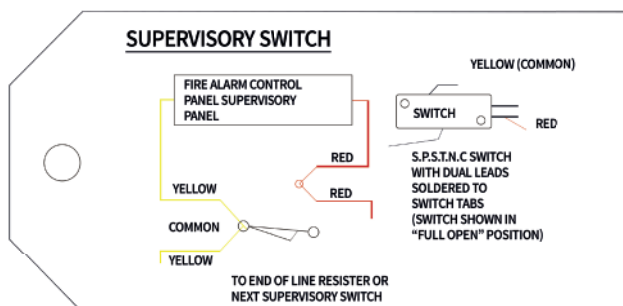 SUPERVISORY SWITCH
FIRE ALARM CONTROL
PANEL SUPERVISORY
PANEL
RED
RED
YELLOW
COMMON
YELLOW
TO END OF LINE RESISTER OR
NEXT SUPERVISORY SWITCH
YELLOW (COMMON)
SWITCH
RED
S.P.S.T.N.C SWITCH
WITH DUAL LEADS
SOLDERED TO
SWITCH TABS
(SWITCH SHOWN IN
“FULL OPEN” POSITION)